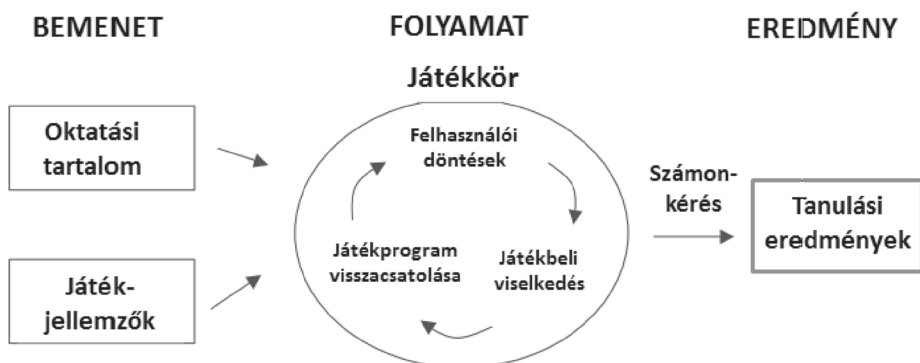 BEMENET
FOLYAMAT
EREDMÉNY
Játékkör
Oktatási
tartalom
Játék-
jellemzők
Felhasználói
döntések
Játékprogram
visszacsatolása
Játékbeli
viselkedés
Számon-
kérés
Tanulási
eredmények